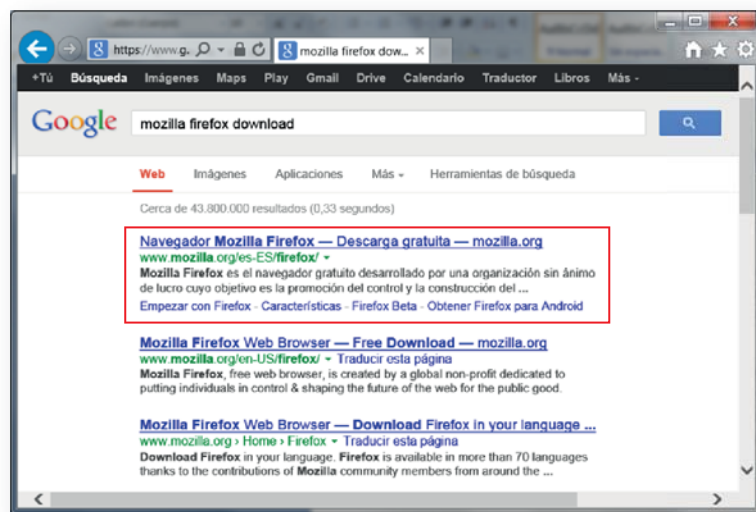 https://www.g.
mozilla firefox dow...
+Tú Búsqueda Imágenes Maps Play Gmail Drive Calendario Traductor Libros Más
Google
mozilla firefox download
Web Imágenes Aplicaciones Más Herramientas de búsqueda
Cerca de 43.800.000 resultados (0,33 segundos)
Navegador Mozilla Firefox — Descarga gratuita — mozilla.org
www.mozilla.org/es-ES/firefox/
Mozilla Firefox es el navegador gratuito desarrollado por una organización sin ánimo
de lucro cuyo objetivo es la promoción del control y la construcción del ...
Empezar con Firefox - Características - Firefox Beta - Obtener Firefox para Android
Mozilla Firefox Web Browser — Free Download — mozilla.org
www.mozilla.org/en-US/firefox/ Traducir esta página
Mozilla Firefox, free web browser, is created by a global non-profit dedicated to
putting individuals in control & shaping the future of the web for the public good.
Mozilla Firefox Web Browser — Download Firefox in your language ...
www.mozilla.org › Home › Firefox Traducir esta página
Download Firefox in your language. Firefox is available in more than 70 languages
thanks to the contributions of Mozilla community members from around the ...